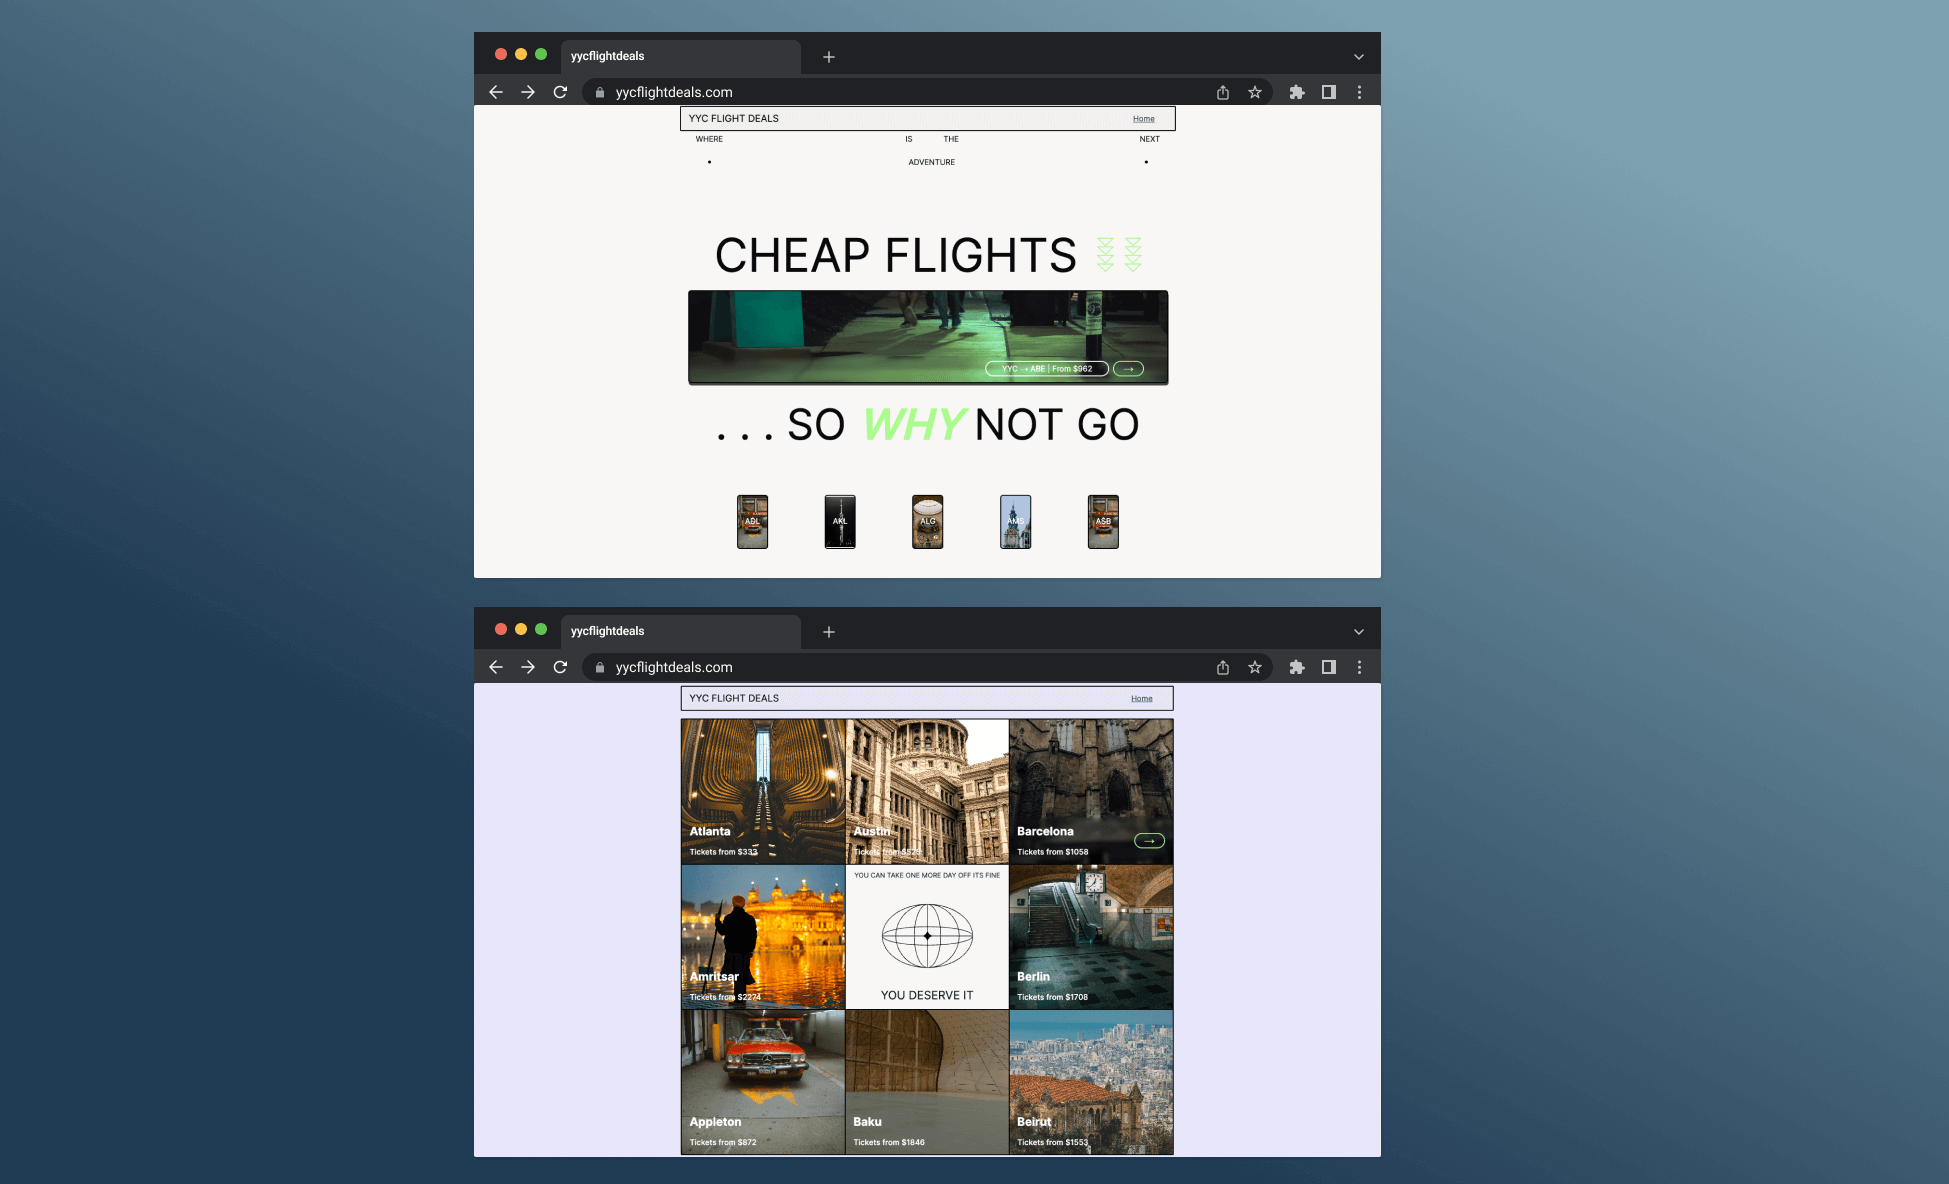 yycflightdeals
yycflightdeals.com
YYC FLIGHT DEALS Home
WHERE IS THE NEXT
• ADVENTURE •
CHEAP FLIGHTS
YYC → ABE | From $962 →
. . . SO WHY NOT GO
ADL AKL ALG AMS ASB
yycflightdeals
yycflightdeals.com
YYC FLIGHT DEALS Home
Atlanta
Tickets from $333
Austin
Tickets from
Barcelona
Tickets from $1058
→
Amritsar
Tickets from $2274
YOU CAN TAKE ONE MORE DAY OFF ITS FINE
YOU DESERVE IT
Berlin
Tickets from $1708
Appleton
Tickets from $872
Baku
Tickets from $1846
Beirut
Tickets from $1553